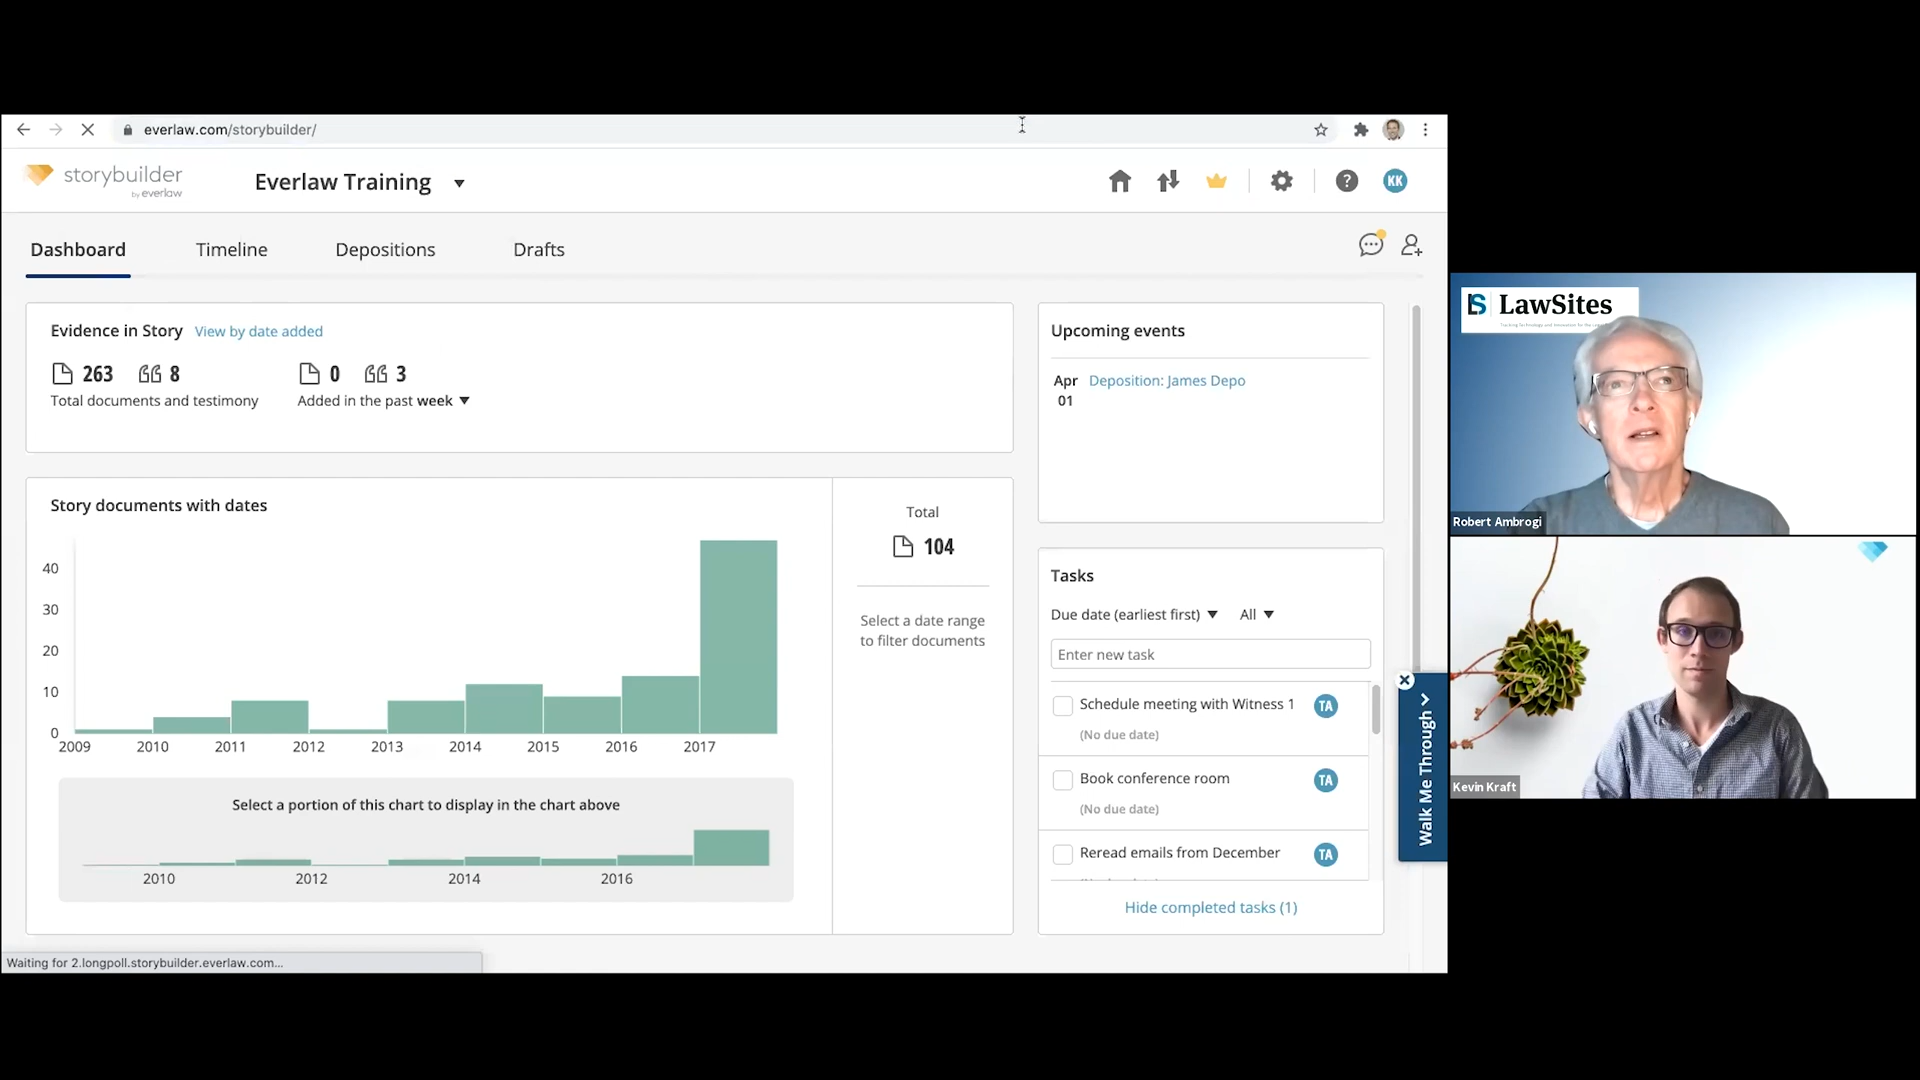 everlaw.com/storybuilder/
storybuilder
by everlaw
Everlaw Training
KK
Dashboard
Timeline
Depositions
Drafts
Evidence in Story View by date added
263 8
Total documents and testimony
0 3
Added in the past week
Story documents with dates
40
30
20
10
0
2009 2010 2011 2012 2013 2014 2015 2016 2017
Select a portion of this chart to display in the chart above
2010 2012 2014 2016
Total
104
Select a date range
to filter documents
Upcoming events
Apr
01
Deposition: James Depo
Tasks
Due date (earliest first) All
Enter new task
Schedule meeting with Witness 1 TA
(No due date)
Book conference room TA
(No due date)
Reread emails from December TA
Hide completed tasks (1)
Walk Me Through
Waiting for 2.longpoll.storybuilder.everlaw.com...
LS LawSites
Robert Ambrogi
Kevin Kraft